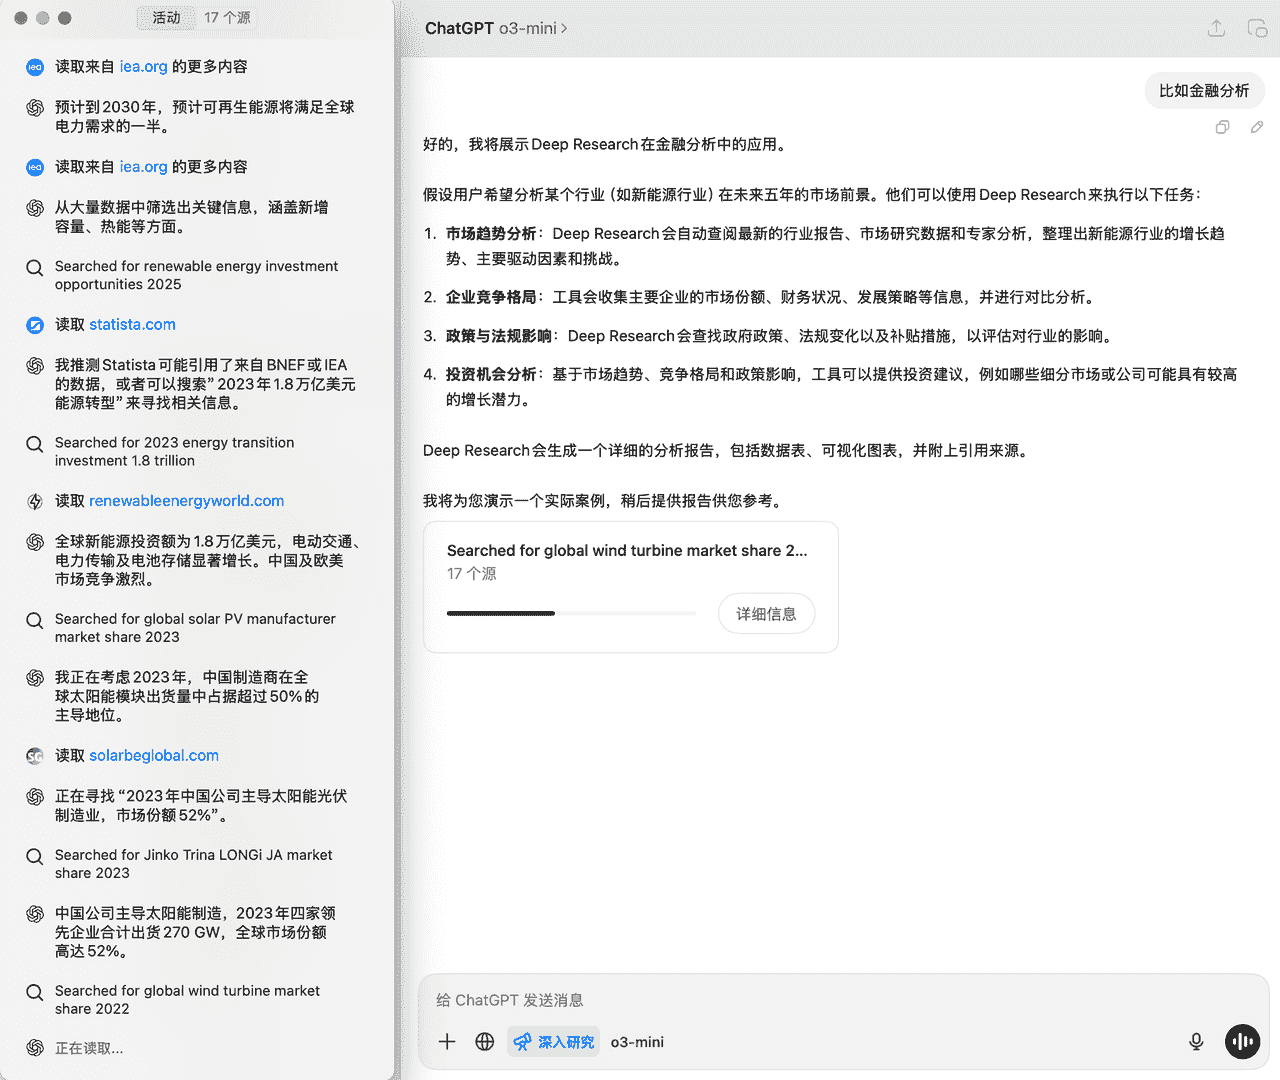 活动 17 个源
iea 读取来自 iea.org 的更多内容
预计到2030年，预计可再生能源将满足全球
电力需求的一半。
iea 读取来自 iea.org 的更多内容
从大量数据中筛选出关键信息，涵盖新增
容量、热能等方面。
Searched for renewable energy investment
opportunities 2025
读取 statista.com
我推测Statista可能引用了来自BNEF或IEA
的数据，或者可以搜索” 2023年1.8万亿美元
能源转型” 来寻找相关信息。
Searched for 2023 energy transition
investment 1.8 trillion
读取 renewableenergyworld.com
全球新能源投资额为1.8万亿美元，电动交通、
电力传输及电池存储显著增长。中国及欧美
市场竞争激烈。
Searched for global solar PV manufacturer
market share 2023
我正在考虑2023年，中国制造商在全
球太阳能模块出货量中占据超过50%的
主导地位。
SG 读取 solarbeglobal.com
正在寻找 “2023年中国公司主导太阳能光伏
制造业，市场份额52%”。
Searched for Jinko Trina LONGi JA market
share 2023
中国公司主导太阳能制造，2023年四家领
先企业合计出货270 GW，全球市场份额
高达52%。
Searched for global wind turbine market
share 2022
正在读取...
ChatGPT o3-mini >
比如金融分析
好的，我将展示Deep Research在金融分析中的应用。
假设用户希望分析某个行业（如新能源行业）在未来五年的市场前景。他们可以使用Deep Research来执行以下任务：
1. 市场趋势分析：Deep Research会自动查阅最新的行业报告、市场研究数据和专家分析，整理出新能源行业的增长趋
势、主要驱动因素和挑战。
2. 企业竞争格局：工具会收集主要企业的市场份额、财务状况、发展策略等信息，并进行对比分析。
3. 政策与法规影响：Deep Research会查找政府政策、法规变化以及补贴措施，以评估对行业的影响。
4. 投资机会分析：基于市场趋势、竞争格局和政策影响，工具可以提供投资建议，例如哪些细分市场或公司可能具有较高
的增长潜力。
Deep Research会生成一个详细的分析报告，包括数据表、可视化图表，并附上引用来源。
我将为您演示一个实际案例，稍后提供报告供您参考。
Searched for global wind turbine market share 2...
17 个源
详细信息
给 ChatGPT 发送消息
深入研究 o3-mini